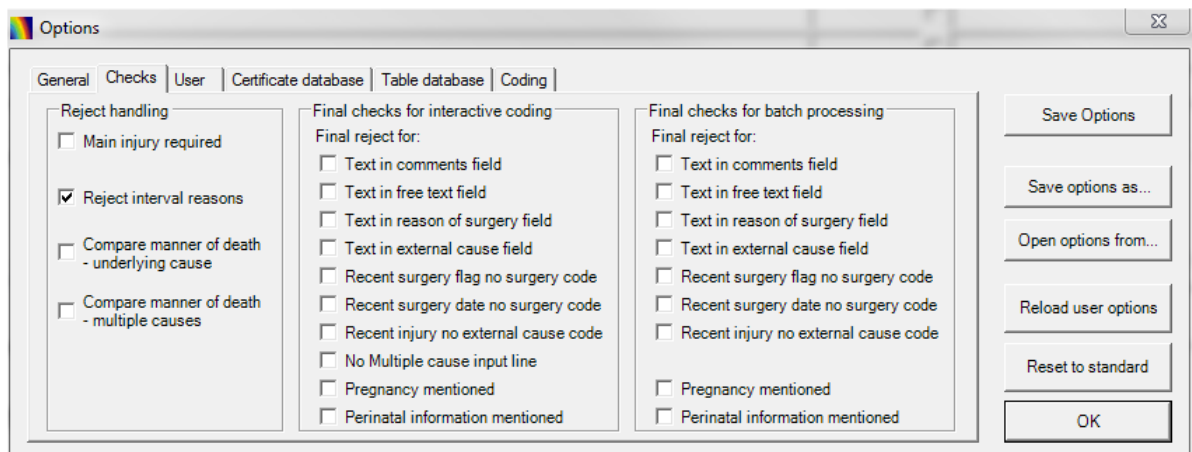 Options
General Checks User Certificate database Table database Coding
Reject handling
Main injury required
Reject interval reasons
Compare manner of death
- underlying cause
Compare manner of death
- multiple causes
Final checks for interactive coding
Final reject for:
Text in comments field
Text in free text field
Text in reason of surgery field
Text in external cause field
Recent surgery flag no surgery code
Recent surgery date no surgery code
Recent injury no external cause code
No Multiple cause input line
Pregnancy mentioned
Perinatal information mentioned
Final checks for batch processing
Final reject for:
Text in comments field
Text in free text field
Text in reason of surgery field
Text in external cause field
Recent surgery flag no surgery code
Recent surgery date no surgery code
Recent injury no external cause code
Pregnancy mentioned
Perinatal information mentioned
Save Options
Save options as...
Open options from...
Reload user options
Reset to standard
OK